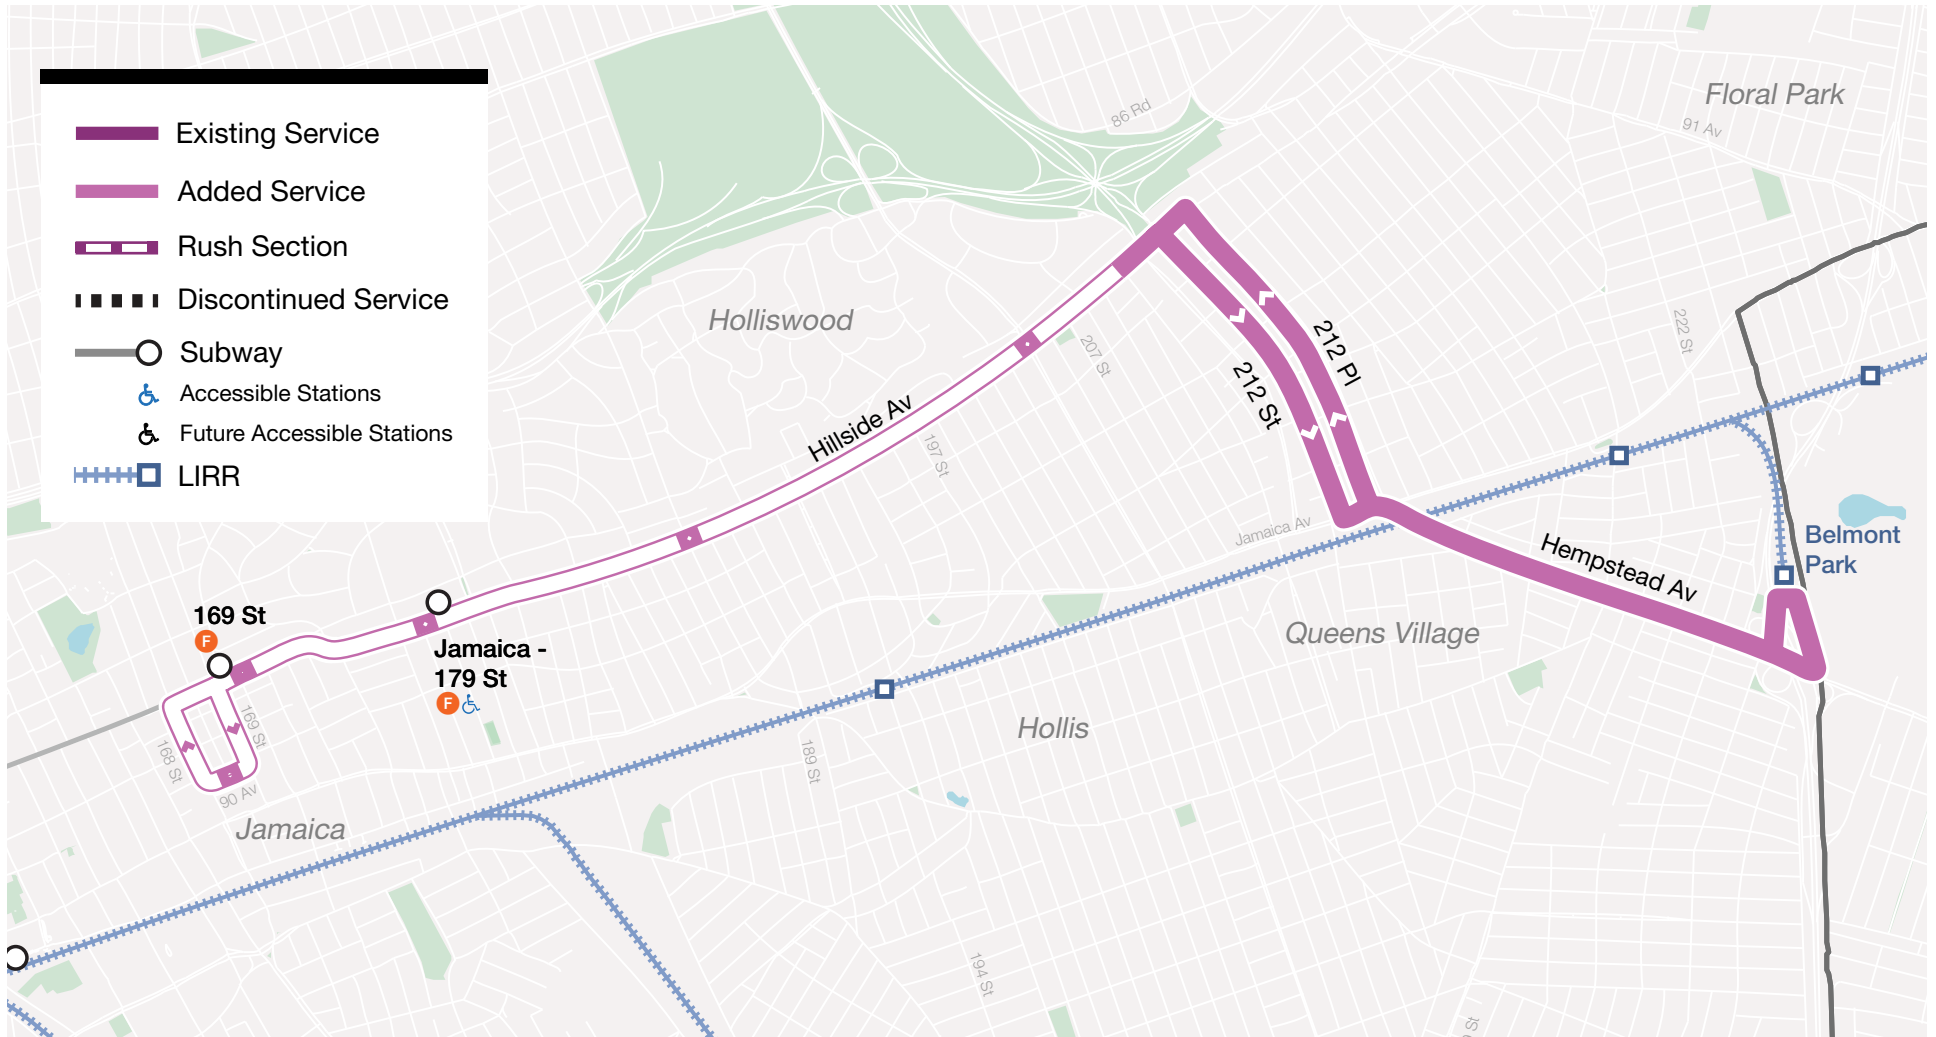 Existing Service
Added Service
Rush Section
Discontinued Service
Subway
Accessible Stations
Future Accessible Stations
LIRR
Floral Park
91 Av
86 Rd
Holliswood
207 St
212 Pl
212 St
222 St
Hillside Av
197 St
Jamaica Av
Hempstead Av
Belmont
Park
169 St
F
Jamaica -
179 St
F
Queens Village
Hollis
168 St
169 St
90 Av
189 St
Jamaica
194 St